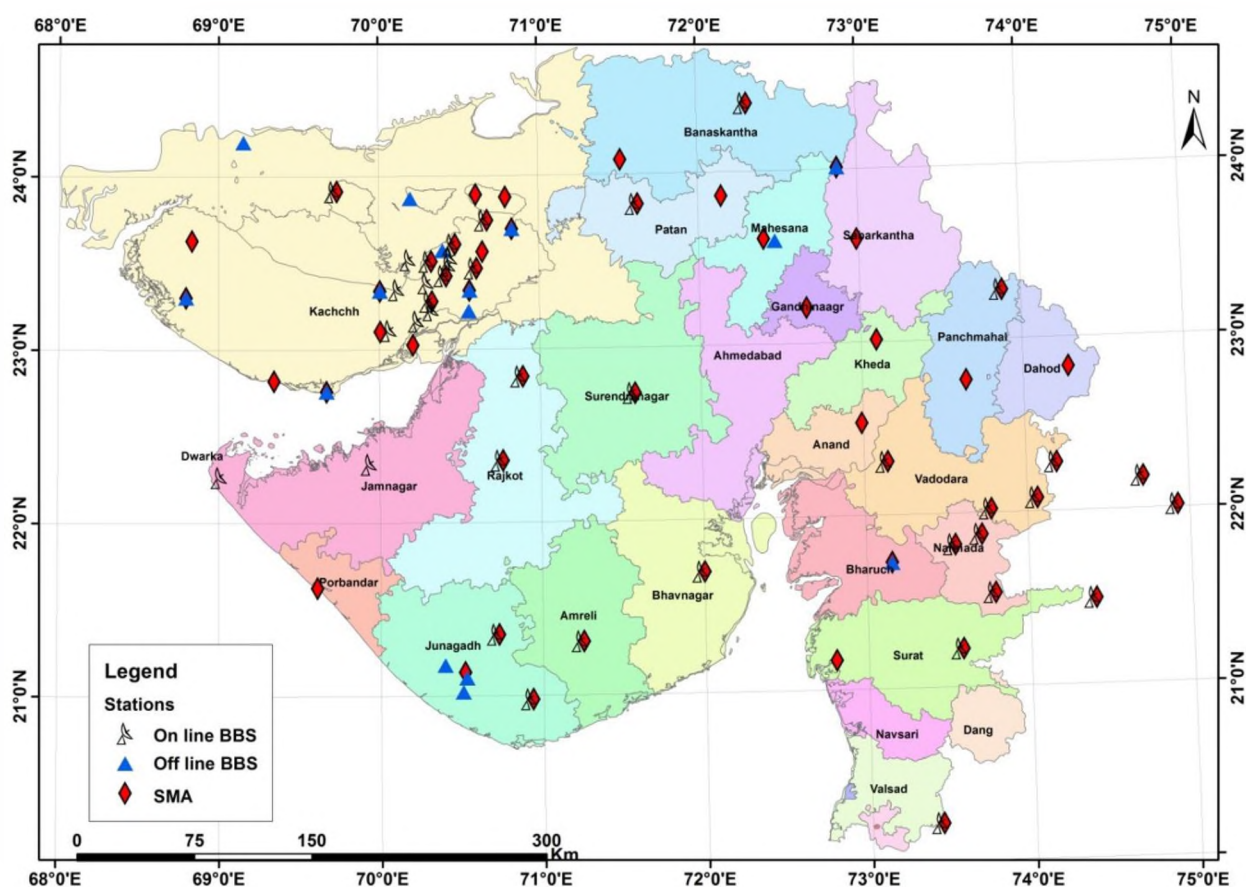 68°0'E 69°0'E 70°0'E 71°0'E 72°0'E 73°0'E 74°0'E 75°0'E
N
Banaskantha
24°0'N 24°0'N
Patan Mahesana Sabarkantha
Kachchh Gandhinaagr
23°0'N 23°0'N
Ahmedabad Kheda Panchmahal Dahod
Surendranagar
Dwarka Jamnagar Rajkot Anand Vadodara
22°0'N 22°0'N
Porbandar Bharuch Narmada
Junagadh Amreli Bhavnagar Surat
21°0'N 21°0'N
Navsari Dang
Valsad
Legend
Stations
On line BBS
Off line BBS
SMA
0 75 150 300
Km
68°0'E 69°0'E 70°0'E 71°0'E 72°0'E 73°0'E 74°0'E